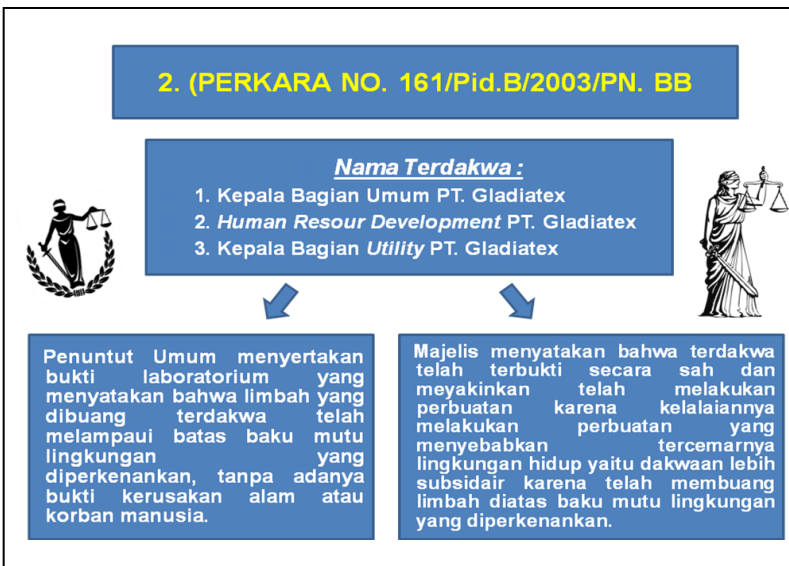 2. (PERKARA NO. 161/Pid.B/2003/PN. BB
Nama Terdakwa :
1. Kepala Bagian Umum PT. Gladiatex
2. Human Resour Development PT. Gladiatex
3. Kepala Bagian Utility PT. Gladiatex
Penuntut Umum menyertakan
bukti laboratorium yang
menyatakan bahwa limbah yang
dibuang terdakwa telah
melampaui batas baku mutu
lingkungan yang
diperkenankan, tanpa adanya
bukti kerusakan alam atau
korban manusia.
Majelis menyatakan bahwa terdakwa
telah terbukti secara sah dan
meyakinkan telah melakukan
perbuatan karena kelalaiannya
melakukan perbuatan yang
menyebabkan tercemarnya
lingkungan hidup yaitu dakwaan lebih
subsidair karena telah membuang
limbah diatas baku mutu lingkungan
yang diperkenankan.